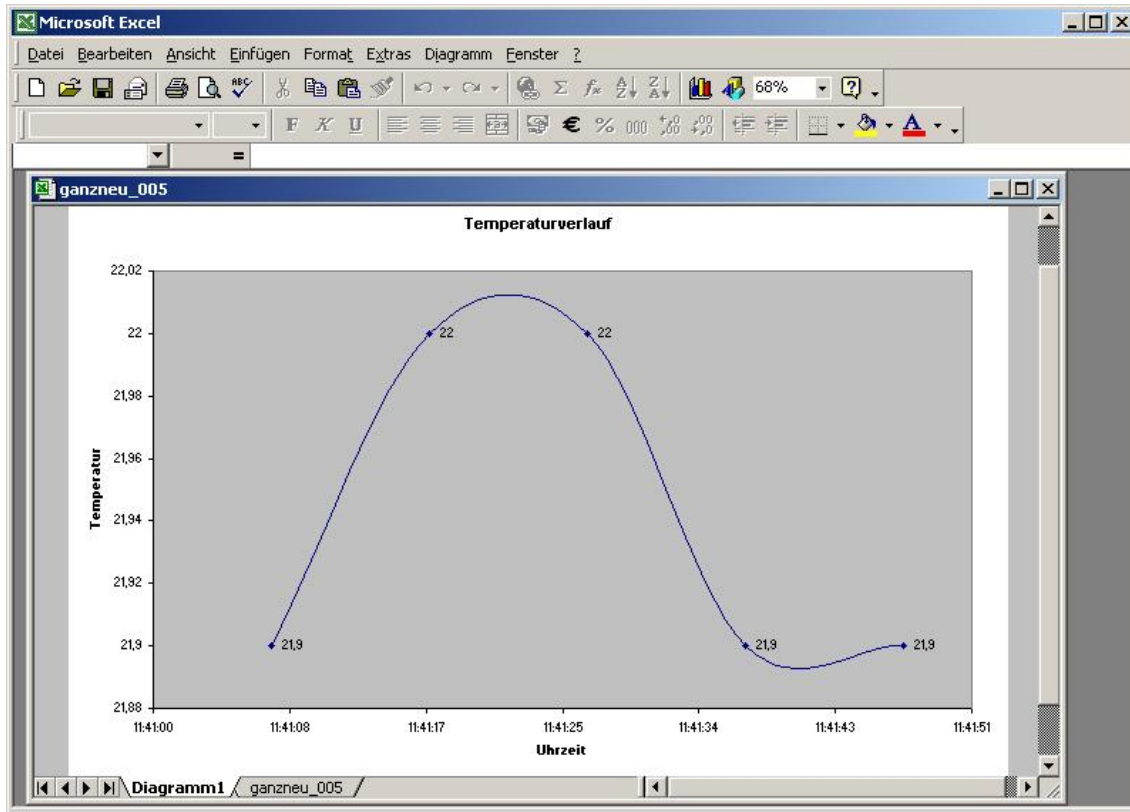 Microsoft Excel
Datei Bearbeiten Ansicht Einfügen Format Extras Diagramm Fenster ?
ABC Σ fx A Z Z A 68% ?
F K U € % 000 A
=
ganzneu_005
Temperaturverlauf
22,02
22
21,98
21,96
21,94
21,92
21,9
21,88
Temperatur
22
22
21,9
21,9
21,9
11:41:00 11:41:08 11:41:17 11:41:25 11:41:34 11:41:43 11:41:51
Uhrzeit
Diagramm1 ganzneu_005